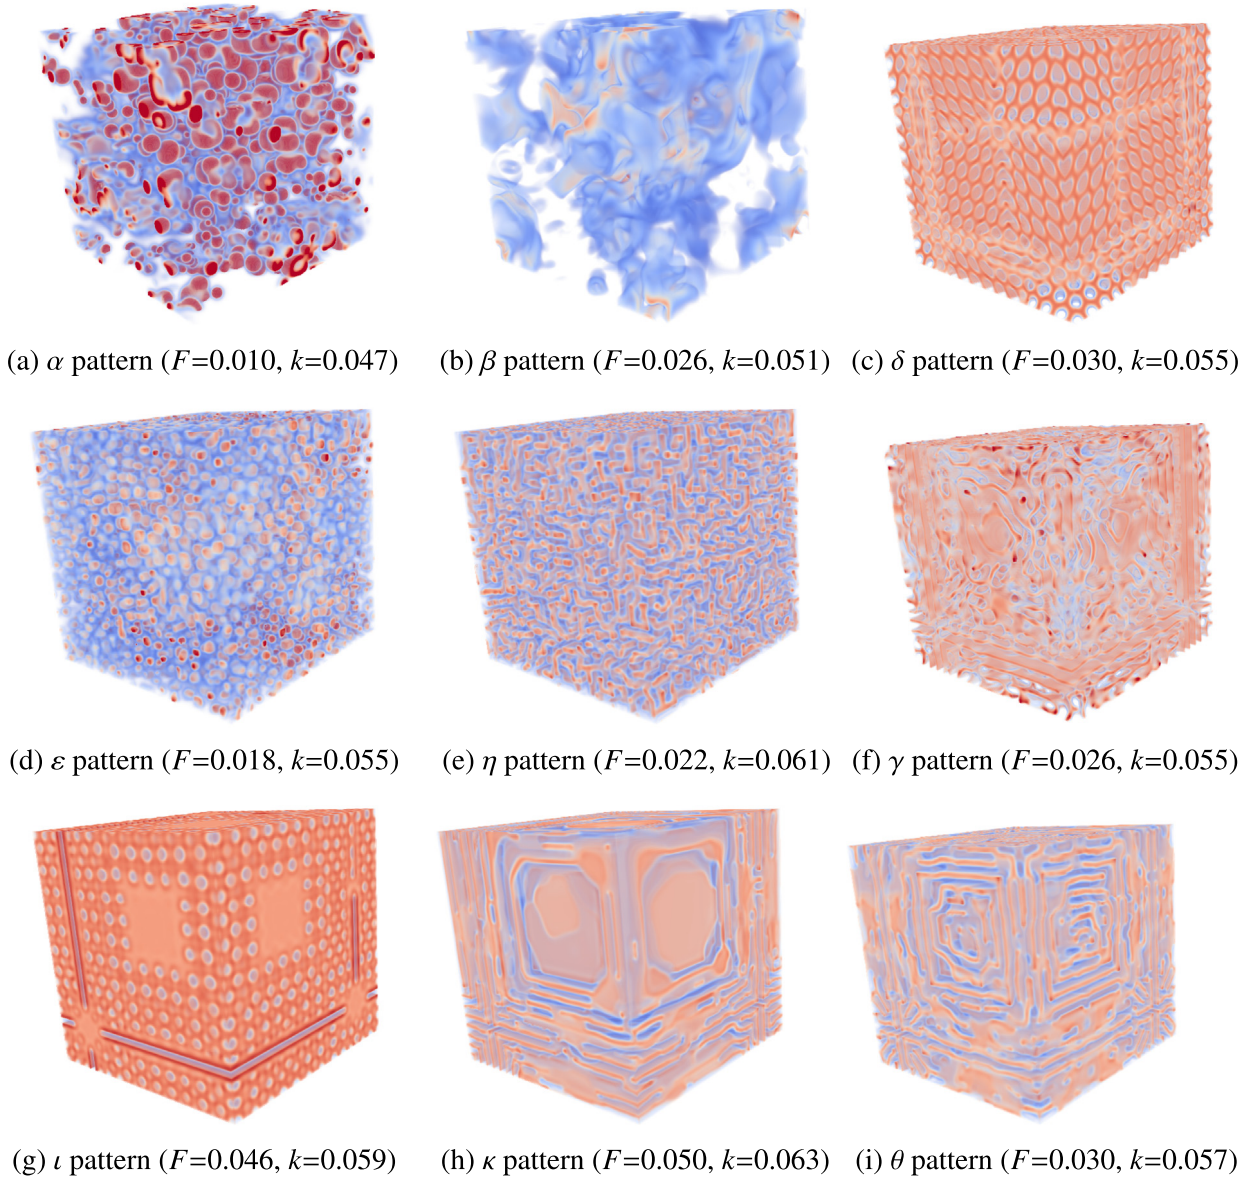 (a) α pattern (F=0.010, k=0.047)
(b) β pattern (F=0.026, k=0.051)
(c) δ pattern (F=0.030, k=0.055)
(d) ε pattern (F=0.018, k=0.055)
(e) η pattern (F=0.022, k=0.061)
(f) γ pattern (F=0.026, k=0.055)
(g) ι pattern (F=0.046, k=0.059)
(h) κ pattern (F=0.050, k=0.063)
(i) θ pattern (F=0.030, k=0.057)